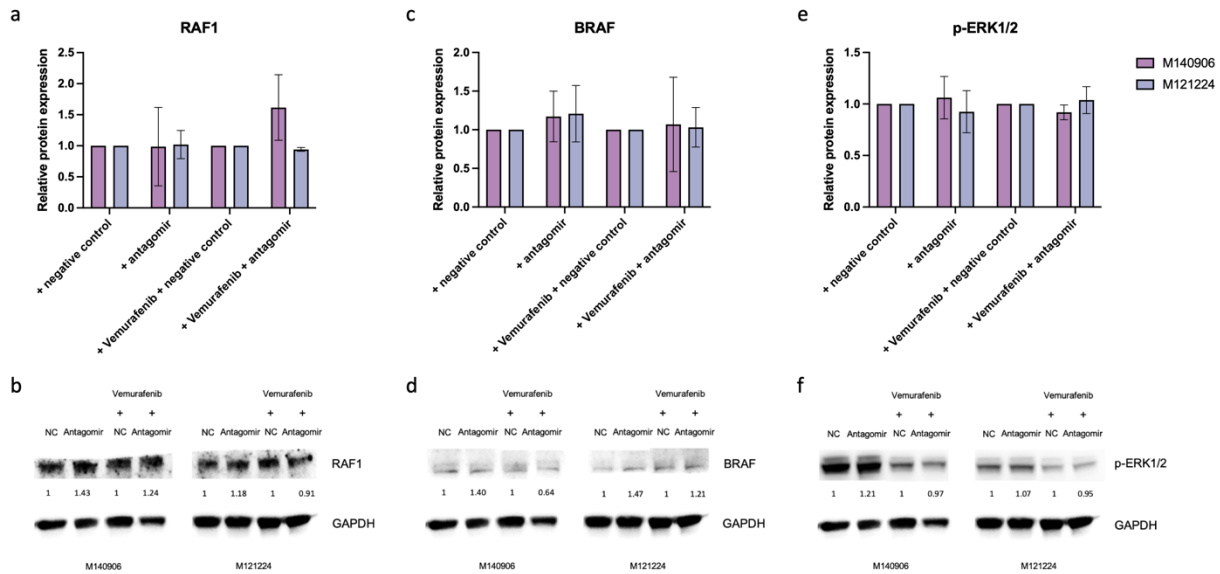 a
RAF1
Relative protein expression
2.5
2.0
1.5
1.0
0.5
0.0
+ negative control
+ antagomir
+ Vemurafenib + negative control
+ Vemurafenib + antagomir
c
BRAF
Relative protein expression
2.0
1.5
1.0
0.5
0.0
+ negative control
+ antagomir
+ Vemurafenib + negative control
+ Vemurafenib + antagomir
e
p-ERK1/2
Relative protein expression
1.5
1.0
0.5
0.0
+ negative control
+ antagomir
+ Vemurafenib + negative control
+ Vemurafenib + antagomir
M140906
M121224
b
Vemurafenib Vemurafenib
+ + + +
NC Antagomir NC Antagomir NC Antagomir NC Antagomir
RAF1
1 1.43 1 1.24 1 1.18 1 0.91
GAPDH
M140906 M121224
d
Vemurafenib Vemurafenib
+ + + +
NC Antagomir NC Antagomir NC Antagomir NC Antagomir
BRAF
1 1.40 1 0.64 1 1.47 1 1.21
GAPDH
M140906 M121224
f
Vemurafenib Vemurafenib
+ + + +
NC Antagomir NC Antagomir NC Antagomir NC Antagomir
p-ERK1/2
1 1.21 1 0.97 1 1.07 1 0.95
GAPDH
M140906 M121224